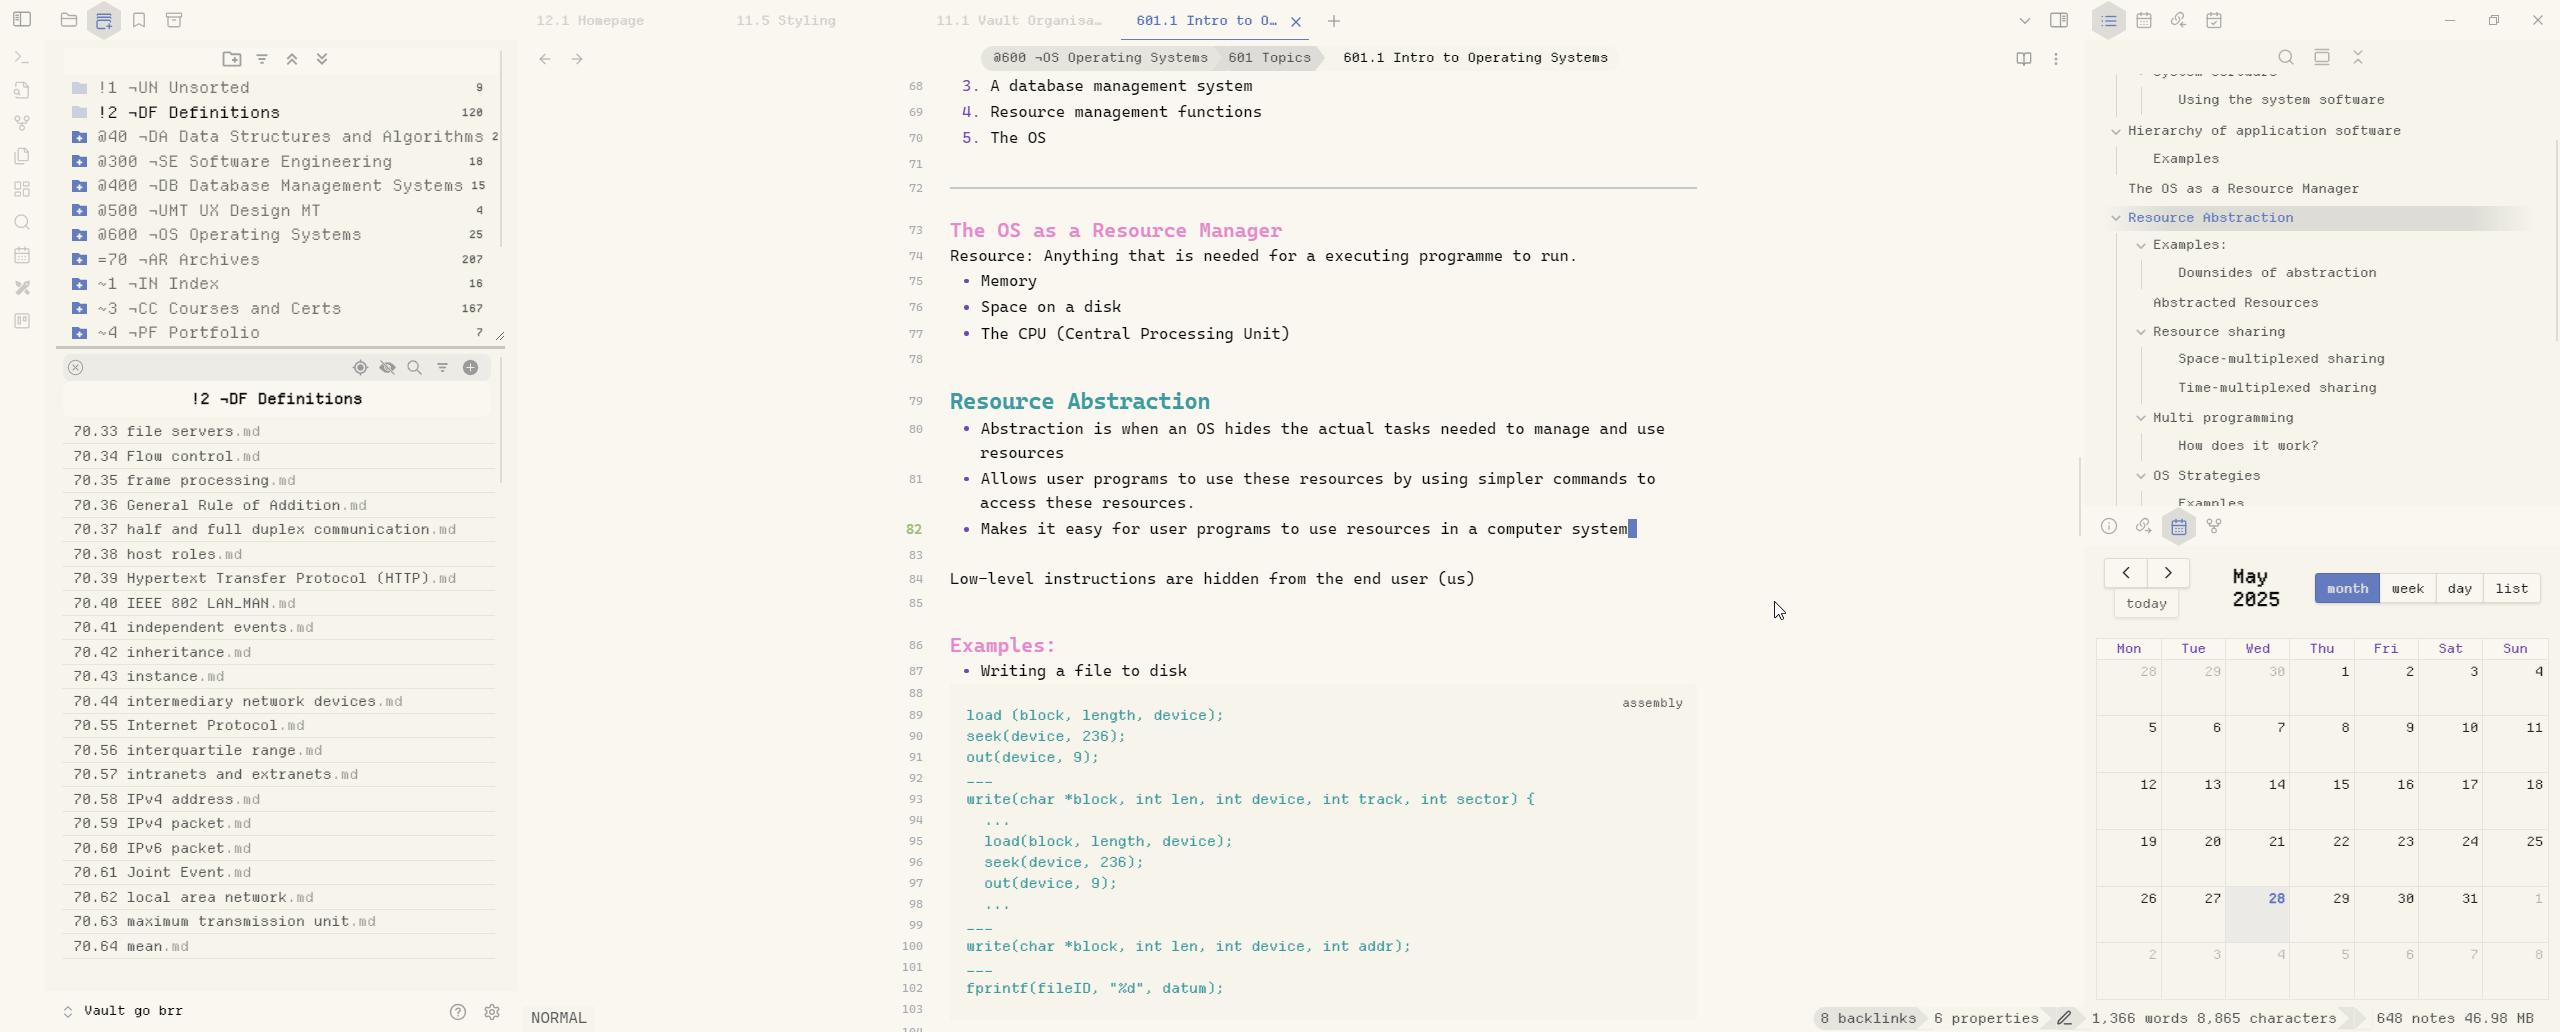 12.1 Homepage
11.5 Styling
11.1 Vault Organisa…
601.1 Intro to O…
@600 ¬OS Operating Systems
601 Topics
601.1 Intro to Operating Systems
!1 ¬UN Unsorted 9
!2 ¬DF Definitions 120
@40 ¬DA Data Structures and Algorithms 2
@300 ¬SE Software Engineering 18
@400 ¬DB Database Management Systems 15
@500 ¬UMT UX Design MT 4
@600 ¬OS Operating Systems 25
=70 ¬AR Archives 207
~1 ¬IN Index 16
~3 ¬CC Courses and Certs 167
~4 ¬PF Portfolio 7
!2 ¬DF Definitions
70.33 file servers.md
70.34 Flow control.md
70.35 frame processing.md
70.36 General Rule of Addition.md
70.37 half and full duplex communication.md
70.38 host roles.md
70.39 Hypertext Transfer Protocol (HTTP).md
70.40 IEEE 802 LAN_MAN.md
70.41 independent events.md
70.42 inheritance.md
70.43 instance.md
70.44 intermediary network devices.md
70.55 Internet Protocol.md
70.56 interquartile range.md
70.57 intranets and extranets.md
70.58 IPv4 address.md
70.59 IPv4 packet.md
70.60 IPv6 packet.md
70.61 Joint Event.md
70.62 local area network.md
70.63 maximum transmission unit.md
70.64 mean.md
Vault go brr
68 3. A database management system
69 4. Resource management functions
70 5. The OS
71
72
73 The OS as a Resource Manager
74 Resource: Anything that is needed for a executing programme to run.
75 • Memory
76 • Space on a disk
77 • The CPU (Central Processing Unit)
78
79 Resource Abstraction
80 • Abstraction is when an OS hides the actual tasks needed to manage and use
resources
81 • Allows user programs to use these resources by using simpler commands to
access these resources.
82 • Makes it easy for user programs to use resources in a computer system
83
84 Low-level instructions are hidden from the end user (us)
85
86 Examples:
87 • Writing a file to disk
88
assembly
89 load (block, length, device);
90 seek(device, 236);
91 out(device, 9);
92 ---
93 write(char *block, int len, int device, int track, int sector) {
94 ...
95 load(block, length, device);
96 seek(device, 236);
97 out(device, 9);
98 ...
99 ---
100 write(char *block, int len, int device, int addr);
101 ---
102 fprintf(fileID, "%d", datum);
103
NORMAL
8 backlinks
6 properties
1,366 words 8,865 characters
648 notes 46.98 MB
System software
Using the system software
Hierarchy of application software
Examples
The OS as a Resource Manager
Resource Abstraction
Examples:
Downsides of abstraction
Abstracted Resources
Resource sharing
Space-multiplexed sharing
Time-multiplexed sharing
Multi programming
How does it work?
OS Strategies
Examples
today
May
2025
month week day list
Mon Tue Wed Thu Fri Sat Sun
28 29 30 1 2 3 4
5 6 7 8 9 10 11
12 13 14 15 16 17 18
19 20 21 22 23 24 25
26 27 28 29 30 31 1
2 3 4 5 6 7 8